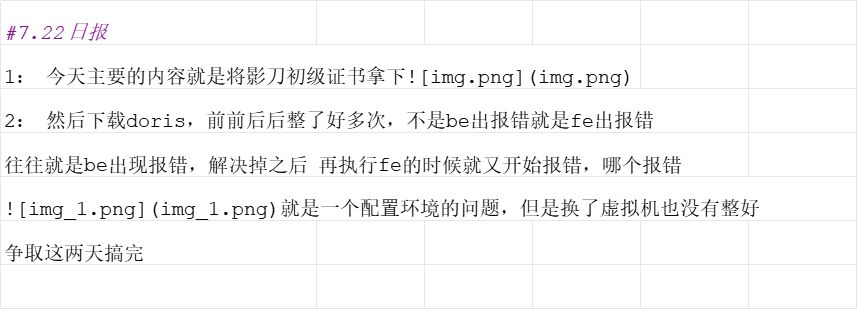 #7.22日报
1： 今天主要的内容就是将影刀初级证书拿下![img.png](img.png)
2： 然后下载doris，前前后后整了好多次，不是be出报错就是fe出报错
往往就是be出现报错，解决掉之后 再执行fe的时候就又开始报错，哪个报错
![img_1.png](img_1.png)就是一个配置环境的问题，但是换了虚拟机也没有整好
争取这两天搞完